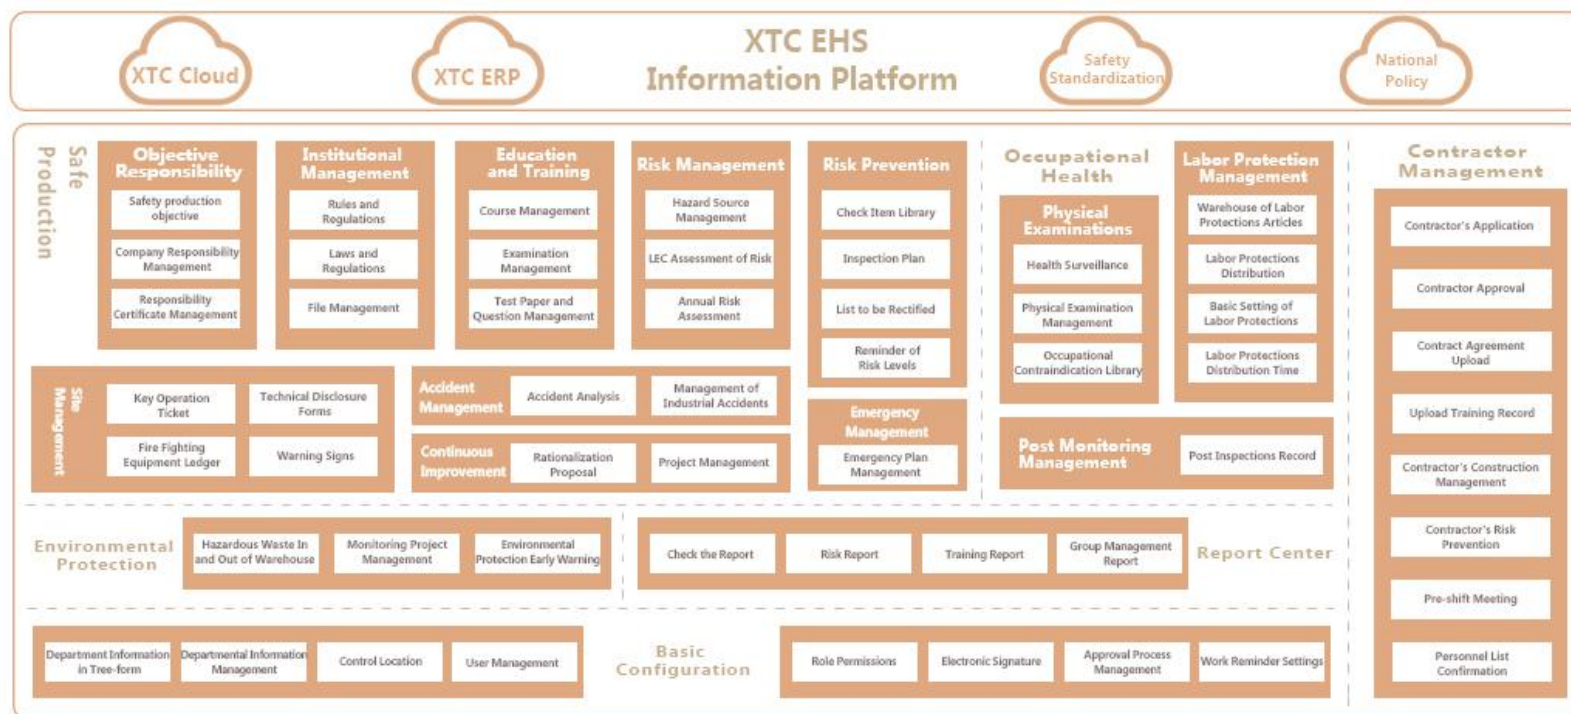 XTC Cloud
XTC ERP
XTC EHS
Information Platform
Safety
Standardization
National
Policy
Safe
Production
Objective
Responsibility
Safety production
objective
Company Responsibility
Management
Responsibility
Certificate Management
Institutional
Management
Rules and
Regulations
Laws and
Regulations
File Management
Education
and Training
Course Management
Examination
Management
Test Paper and
Question Management
Risk Management
Hazard Source
Management
LEC Assessment of Risk
Annual Risk
Assessment
Risk Prevention
Check Item Library
Inspection Plan
List to be Rectified
Reminder of
Risk Levels
Site
Management
Key Operation
Ticket
Technical Disclosure
Forms
Fire Fighting
Equipment Ledger
Warning Signs
Accident
Management
Accident Analysis
Management of
Industrial Accidents
Continuous
Improvement
Rationalization
Proposal
Project Management
Emergency
Management
Emergency Plan
Management
Occupational
Health
Physical
Examinations
Health Surveillance
Physical Examination
Management
Occupational
Contraindication Library
Labor Protection
Management
Warehouse of Labor
Protections Articles
Labor Protections
Distribution
Basic Setting of
Labor Protections
Labor Protections
Distribution Time
Post Monitoring
Management
Post Inspections Record
Contractor
Management
Contractor's Application
Contractor Approval
Contract Agreement
Upload
Upload Training Record
Contractor's Construction
Management
Contractor's Risk
Prevention
Pre-shift Meeting
Personnel List
Confirmation
Environmental
Protection
Hazardous Waste In
and Out of Warehouse
Monitoring Project
Management
Environmental
Protection Early Warning
Check the Report
Risk Report
Training Report
Group Management
Report
Report Center
Department Information
in Tree-form
Departmental Information
Management
Control Location
User Management
Basic
Configuration
Role Permissions
Electronic Signature
Approval Process
Management
Work Reminder Settings